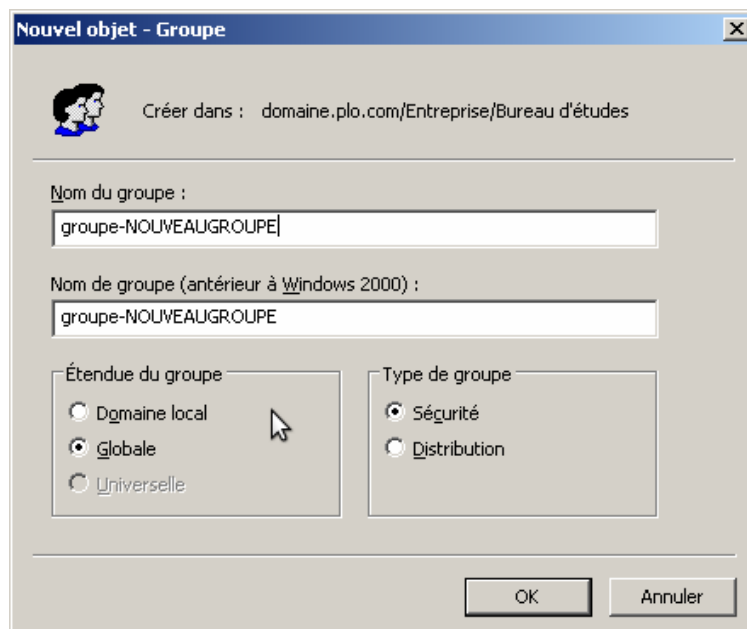 Nouvel objet - Groupe
Créer dans : domaine.plo.com/Entreprise/Bureau d'études
Nom du groupe :
groupe-NOUVEAUGROUPE
Nom de groupe (antérieur à Windows 2000) :
groupe-NOUVEAUGROUPE
Étendue du groupe
Domaine local
Globale
Universelle
Type de groupe
Sécurité
Distribution
OK
Annuler